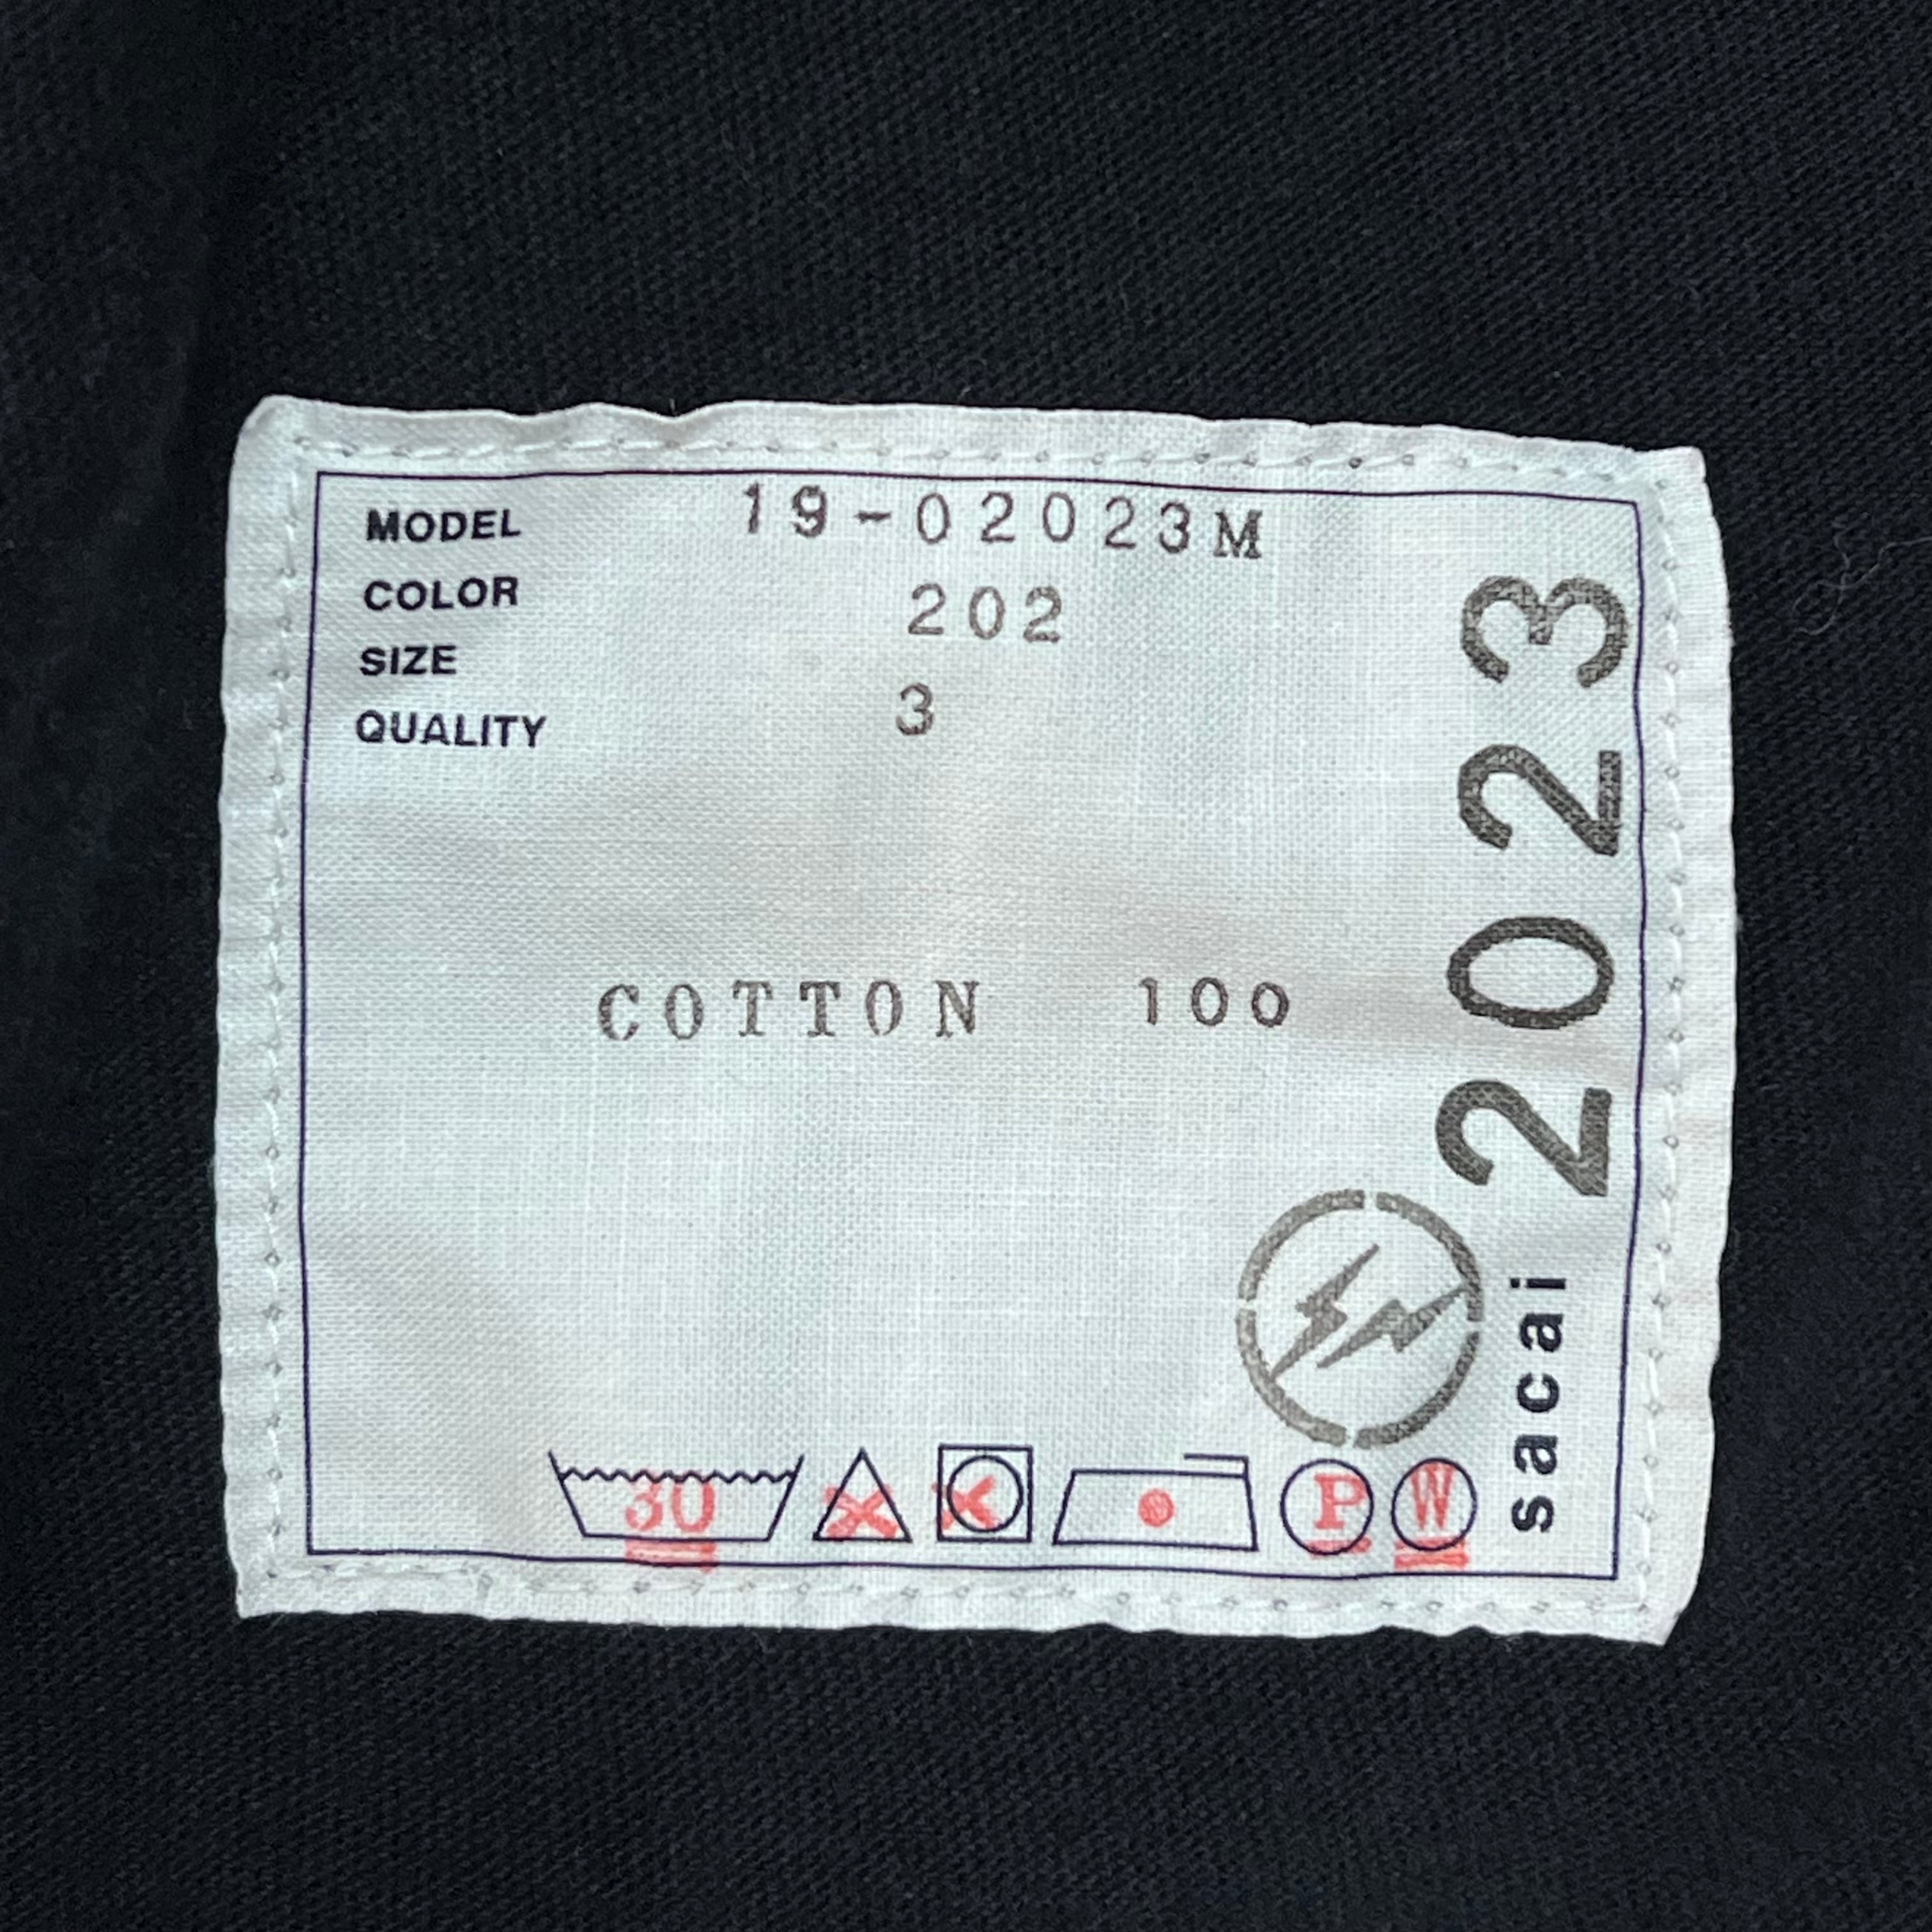 MODEL 19-02023M
COLOR 202
SIZE 3
QUALITY
COTTON 100
sacai 2023
30
P
W